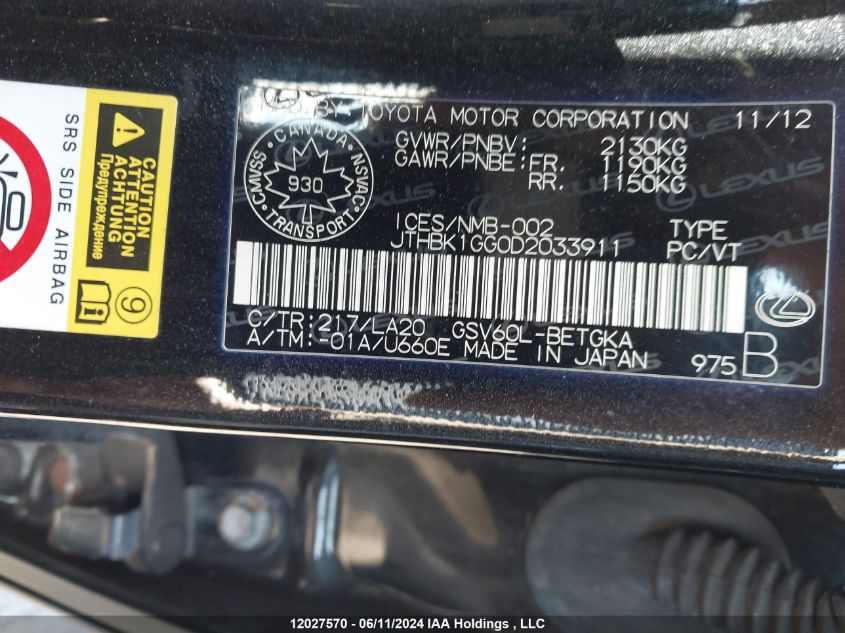 SRS SIDE AIRBAG
CAUTION
ATTENTION
ACHTUNG
Предупреждение
9
BY TOYOTA MOTOR CORPORATION 11/12
GVWR/PNBV: 2130KG
GAWR/PNBE: FR. 1190KG
RR. 1150KG
CANADA
CMVSS NSVAC
930
TRANSPORT
ICES/NMB-002 TYPE
JTHBK1GG0D2033911 PC/VT
C/TR: 217/LA20 GSV60L-BETGKA
A/TM: -01A/U660E MADE IN JAPAN 975 B
LEXUS
12027570 - 06/11/2024 IAA Holdings , LLC